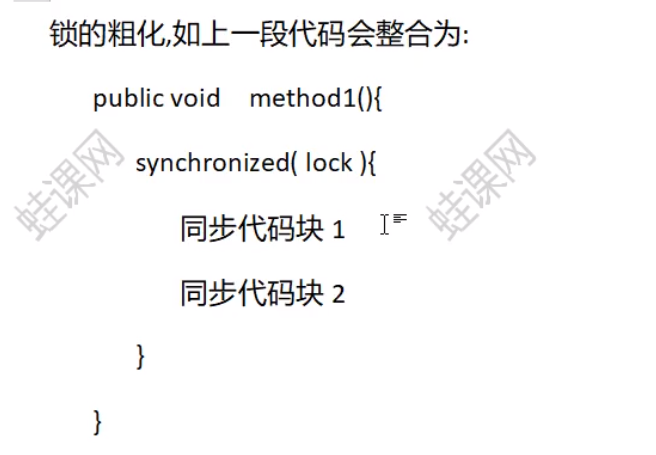 锁的粗化,如上一段代码会整合为:
public void method1(){
synchronized( lock ){
蛙课网
蛙课网
同步代码块 1
同步代码块 2
}
}